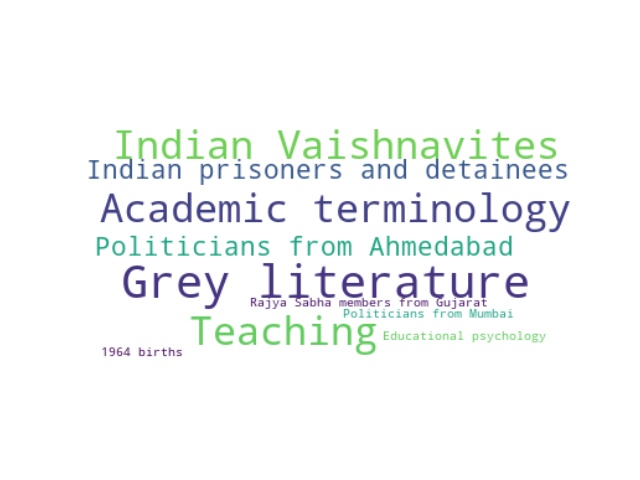 Indian Vaishnavites
Indian prisoners and detainees
Academic terminology
Politicians from Ahmedabad
Grey literature
Rajya Sabha members from Gujarat
Politicians from Mumbai
Teaching
Educational psychology
1964 births